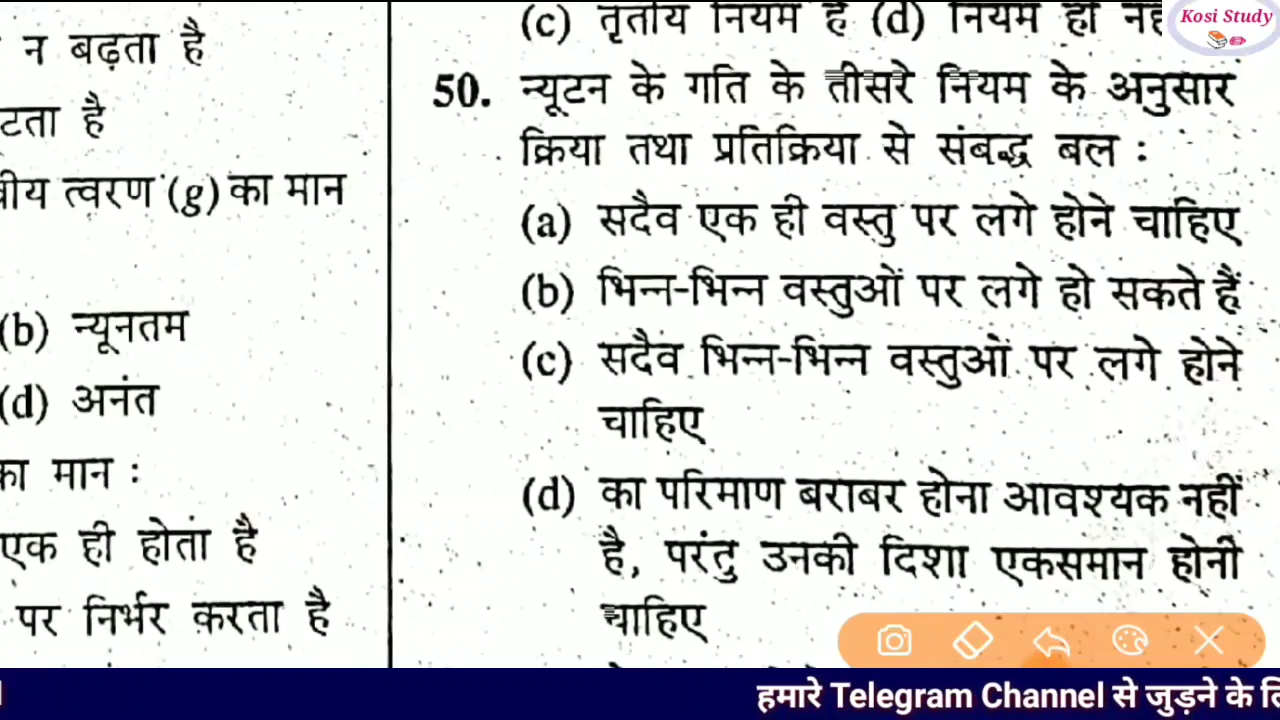 न बढ़ता है
टता है
त्वरण (g) का मान
(b) न्यूनतम
(d) अनंत
मान :
एक ही होता है
पर निर्भर करता है
(c) तृतीय नियम है (d) नियम ही
50. न्यूटन के गति के तीसरे नियम के अनुसार
क्रिया तथा प्रतिक्रिया से संबद्ध बल :
(a) सदैव एक ही वस्तु पर लगे होने चाहिए
(b) भिन्न-भिन्न वस्तुओं पर लगे हो सकते हैं
(c) सदैव भिन्न-भिन्न वस्तुओं पर लगे होने
चाहिए
(d) का परिमाण बराबर होना आवश्यक नहीं
है, परंतु उनकी दिशा एकसमान होनी
चाहिए
Kosi Study
हमारे Telegram Channel से जुड़ने के